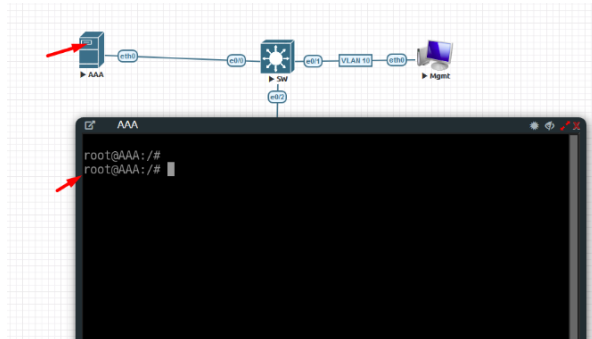 eth0
e0/0
e0/1
VLAN 10
eth0
AAA
SW
Mgmt
e0/2
AAA
root@AAA:/#
root@AAA:/#